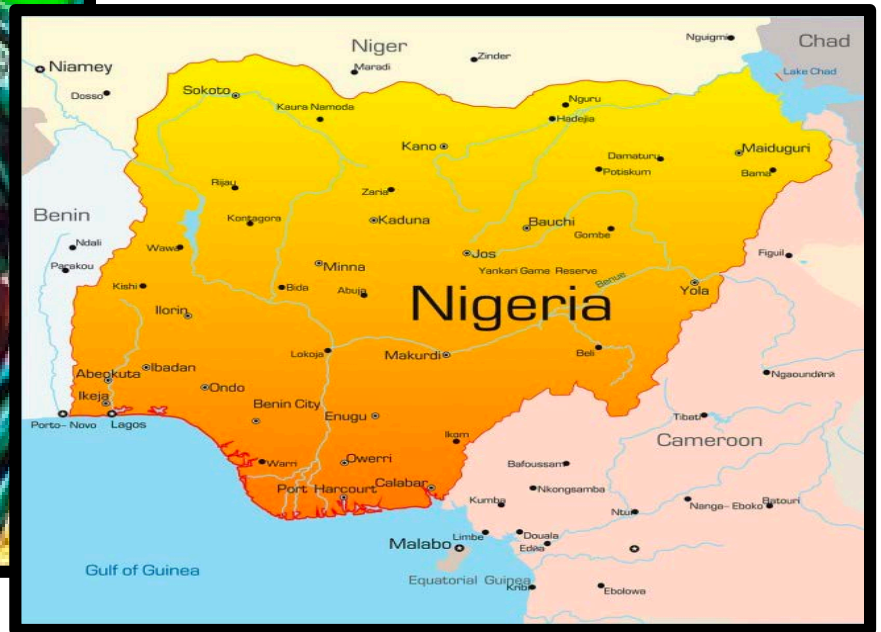 Niger
Nguigmi
Chad
Niamey
Maradi
Zinder
Lake Chad
Dosso
Sokoto
Kaura Namoda
Nguru
Hadejia
Kano
Damaturu
Maiduguri
Potiskum
Bama
Rijau
Zaria
Benin
Kontagora
Kaduna
Bauchi
Gombe
Ndali
Wawa
Jos
Figuil
Parakou
Minna
Yankari Game Reserve
Kishi
Bida
Abuja
Benue
Yola
Nigeria
Ilorin
Lokoja
Makurdi
Beli
Abeokuta
Ibadan
Ngaoundéré
Ondo
Ikeja
Benin City
Enugu
Tibati
Porto-Novo
Lagos
Ikom
Cameroon
Warri
Owerri
Bafoussam
Port Harcourt
Calabar
Nkongsamba
Kumba
Nanga-Eboko
Batouri
Ntui
Limbe
Douala
Malabo
Edéa
Gulf of Guinea
Equatorial Guinea
Kribi
Ebolowa